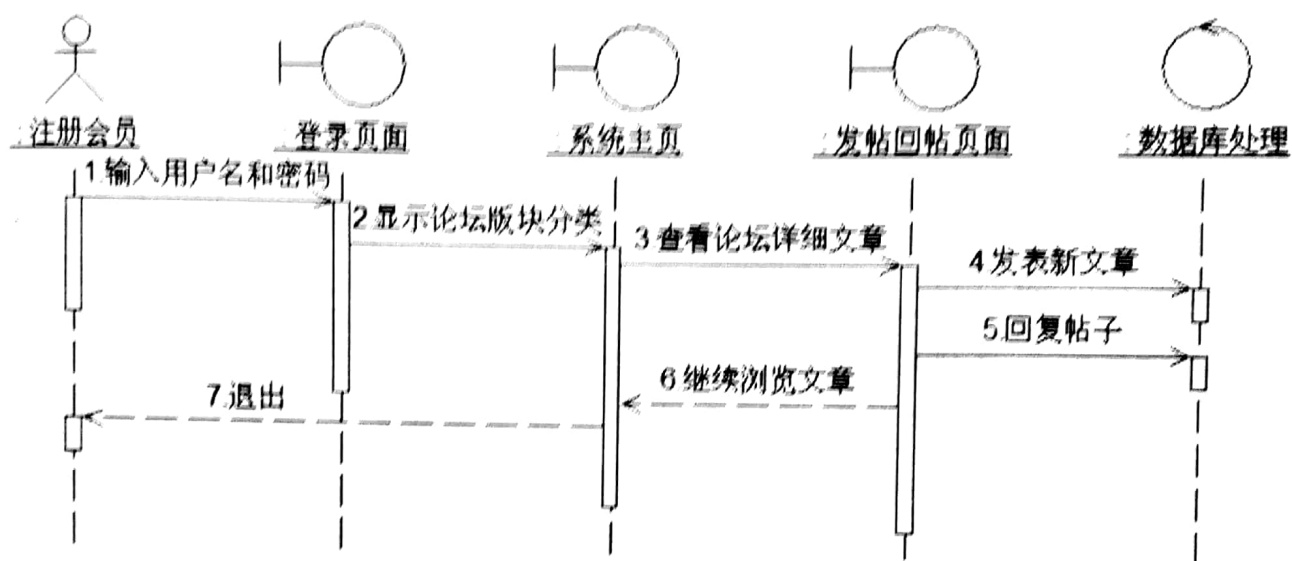 :注册会员
:登录页面
:系统主页
:发帖回帖页面
:数据库处理
1.输入用户名和密码
2显示论坛版块分类
3查看论坛详细文章
4发表新文章
5.回复帖子
6继续浏览文章
7.退出